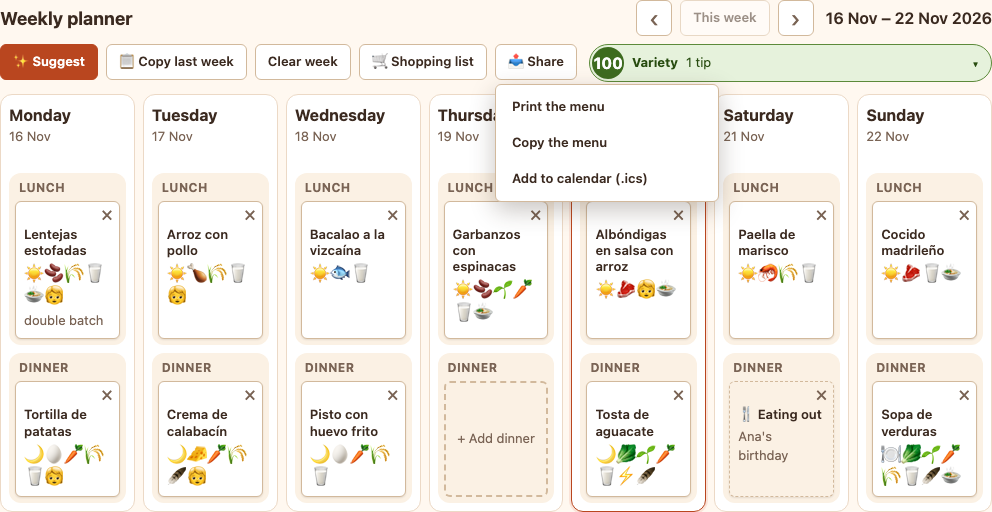 Weekly planner
‹ This week › 16 Nov – 22 Nov 2026
✨ Suggest 📋 Copy last week Clear week 🛒 Shopping list 📤 Share 100 Variety 1 tip ▾
Print the menu
Copy the menu
Add to calendar (.ics)
Monday
16 Nov
LUNCH
×
Lentejas
estofadas
double batch
DINNER
×
Tortilla de
patatas
Tuesday
17 Nov
LUNCH
×
Arroz con
pollo
DINNER
×
Crema de
calabacín
Wednesday
18 Nov
LUNCH
×
Bacalao a la
vizcaína
DINNER
×
Pisto con
huevo frito
Thursd
19 Nov
LUNCH
×
Garbanzos
con
espinacas
DINNER
+ Add dinner
×
Albóndigas
en salsa con
arroz
DINNER
×
Tosta de
aguacate
Saturday
21 Nov
LUNCH
×
Paella de
marisco
DINNER
×
🍽️ Eating out
Ana's
birthday
Sunday
22 Nov
LUNCH
×
Cocido
madrileño
DINNER
×
Sopa de
verduras